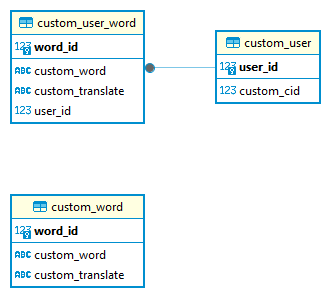 custom_user_word
123 word_id
ABC custom_word
ABC custom_translate
123 user_id
custom_user
123 user_id
123 custom_cid
custom_word
123 word_id
ABC custom_word
ABC custom_translate